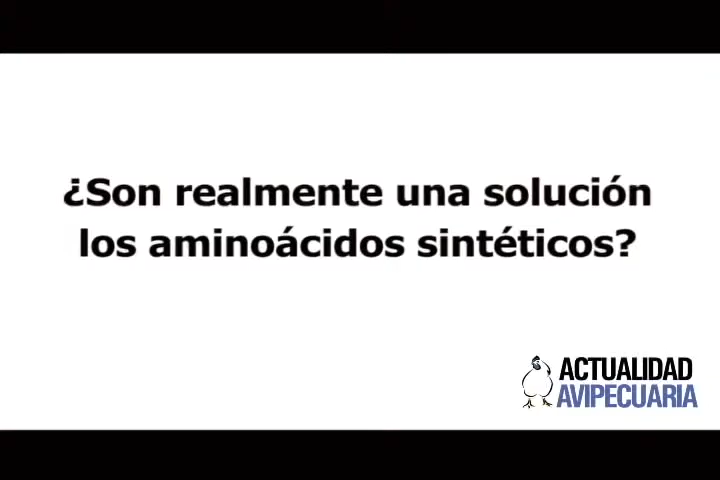 ¿Son realmente una solución
los aminoácidos sintéticos?
ACTUALIDAD
AVIPECUARIA